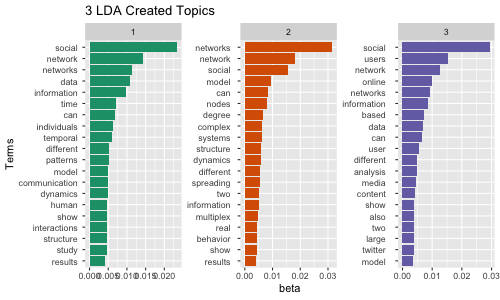 3 LDA Created Topics
1
2
3
Terms
social
network
networks
data
information
time
can
individuals
temporal
different
patterns
model
communication
dynamics
human
show
interactions
structure
study
results
0.000 0.005 0.010 0.015 0.020
networks
network
social
model
can
nodes
degree
complex
systems
structure
dynamics
different
spreading
two
information
multiplex
real
behavior
show
results
0.00 0.01 0.02 0.03
social
users
network
online
networks
information
based
data
can
user
different
analysis
media
content
show
also
two
large
twitter
model
0.00 0.01 0.02 0.03
beta